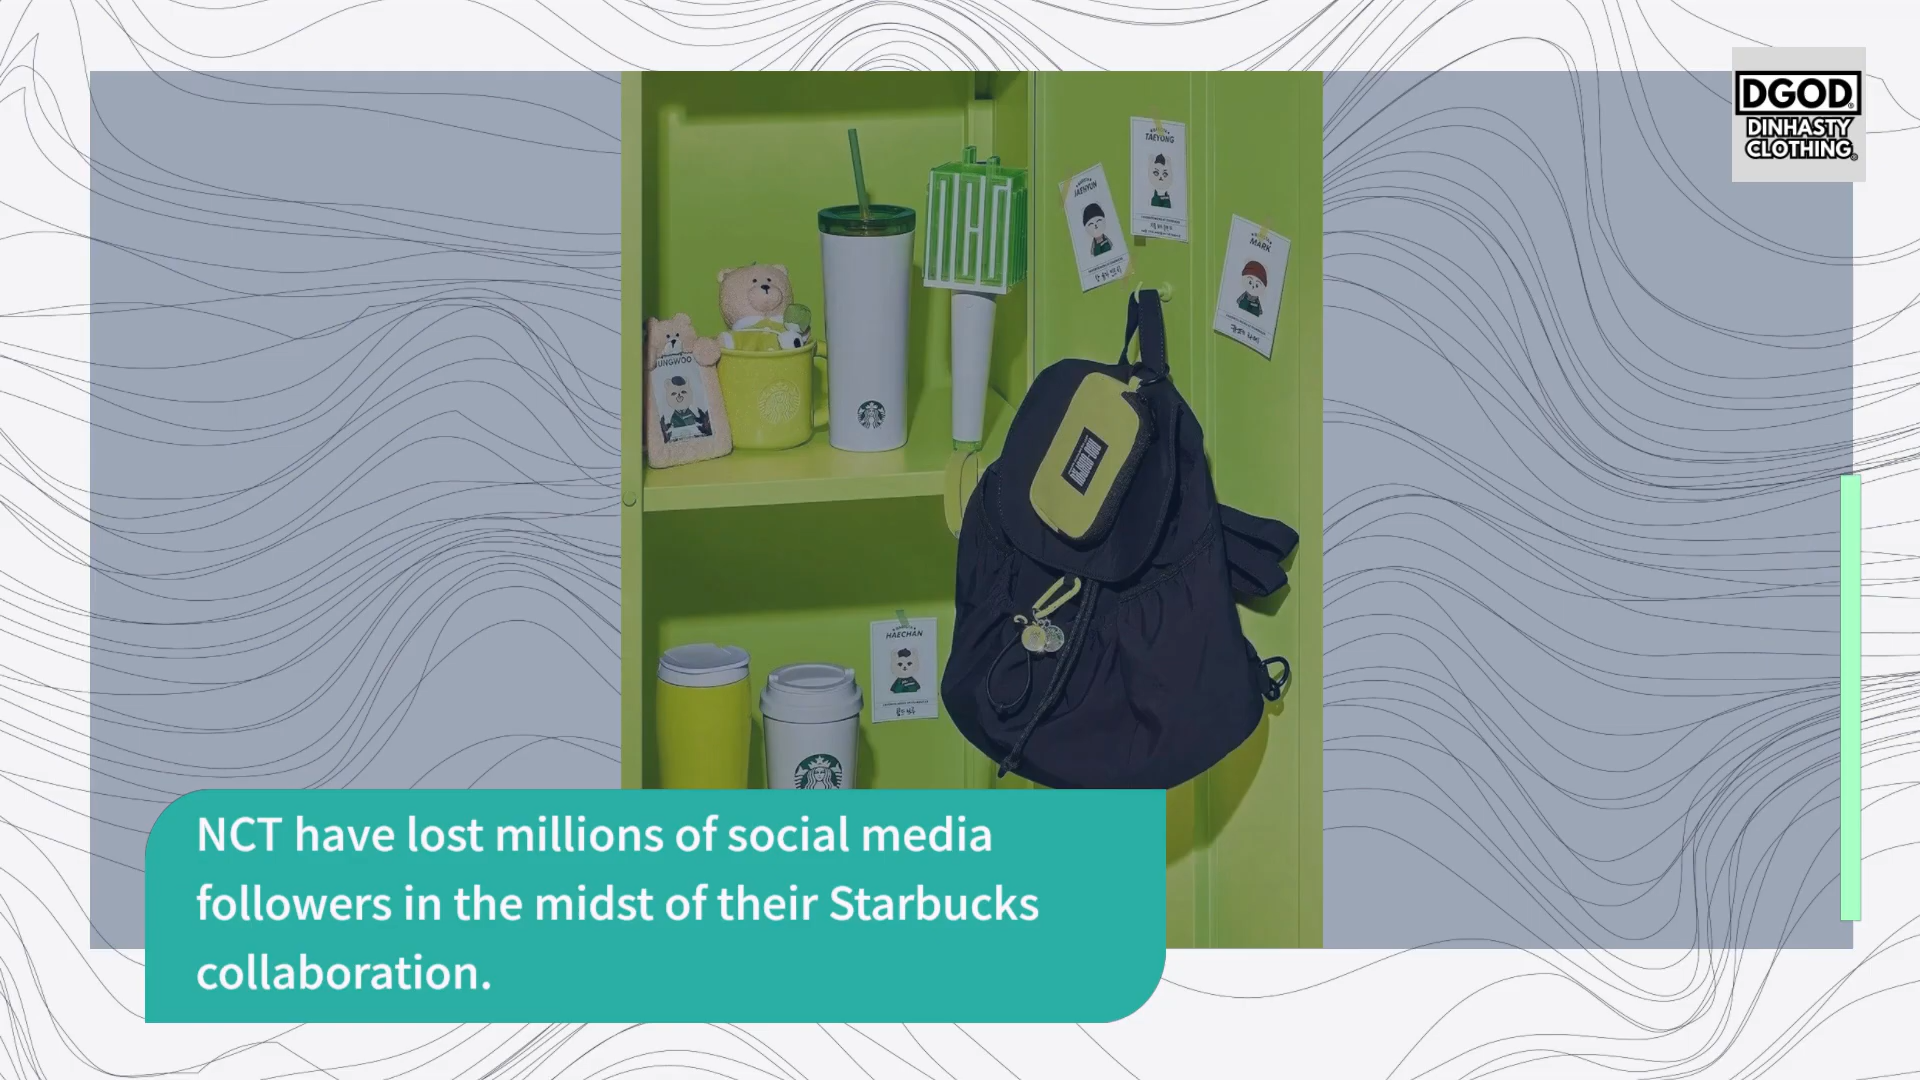 DGOD
DINHASTY
CLOTHING
TAEYONG
JAEHYUN
MARK
UNGWOO
HAECHAN
NCT have lost millions of social media
followers in the midst of their Starbucks
collaboration.